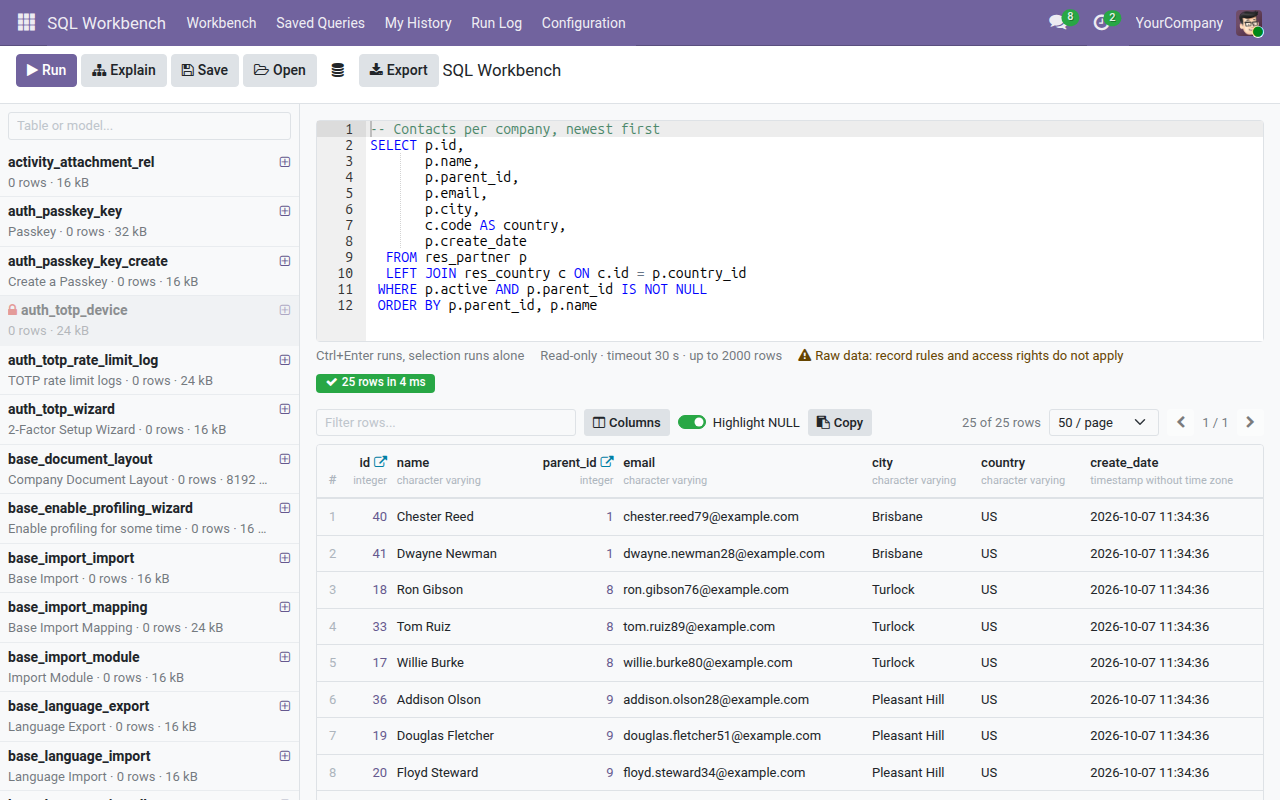 SQL Workbench Workbench Saved Queries My History Run Log Configuration 8 2 YourCompany
Run Explain Save Open Export SQL Workbench
Table or model...
activity_attachment_rel
0 rows · 16 kB
auth_passkey_key
Passkey · 0 rows · 32 kB
auth_passkey_key_create
Create a Passkey · 0 rows · 16 kB
auth_totp_device
0 rows · 24 kB
auth_totp_rate_limit_log
TOTP rate limit logs · 0 rows · 24 kB
auth_totp_wizard
2-Factor Setup Wizard · 0 rows · 16 kB
base_document_layout
Company Document Layout · 0 rows · 8192 ...
base_enable_profiling_wizard
Enable profiling for some time · 0 rows · 16 ...
base_import_import
Base Import · 0 rows · 16 kB
base_import_mapping
Base Import Mapping · 0 rows · 24 kB
base_import_module
Import Module · 0 rows · 16 kB
base_language_export
Language Export · 0 rows · 16 kB
base_language_import
Language Import · 0 rows · 16 kB
1 -- Contacts per company, newest first
2 SELECT p.id,
3 p.name,
4 p.parent_id,
5 p.email,
6 p.city,
7 c.code AS country,
8 p.create_date
9 FROM res_partner p
10 LEFT JOIN res_country c ON c.id = p.country_id
11 WHERE p.active AND p.parent_id IS NOT NULL
12 ORDER BY p.parent_id, p.name
Ctrl+Enter runs, selection runs alone Read-only · timeout 30 s · up to 2000 rows Raw data: record rules and access rights do not apply
25 rows in 4 ms
Filter rows... Columns Highlight NULL Copy 25 of 25 rows 50 / page 1 / 1
id name parent_id email city country create_date
# integer character varying integer character varying character varying character varying timestamp without time zone
1 40 Chester Reed 1 chester.reed79@example.com Brisbane US 2026-10-07 11:34:36
2 41 Dwayne Newman 1 dwayne.newman28@example.com Brisbane US 2026-10-07 11:34:36
3 18 Ron Gibson 8 ron.gibson76@example.com Turlock US 2026-10-07 11:34:36
4 33 Tom Ruiz 8 tom.ruiz89@example.com Turlock US 2026-10-07 11:34:36
5 17 Willie Burke 8 willie.burke80@example.com Turlock US 2026-10-07 11:34:36
6 36 Addison Olson 9 addison.olson28@example.com Pleasant Hill US 2026-10-07 11:34:36
7 19 Douglas Fletcher 9 douglas.fletcher51@example.com Pleasant Hill US 2026-10-07 11:34:36
8 20 Floyd Steward 9 floyd.steward34@example.com Pleasant Hill US 2026-10-07 11:34:36